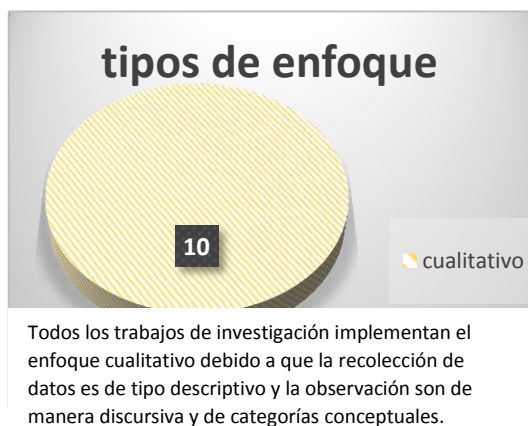 tipos de enfoque
10
cualitativo
Todos los trabajos de investigación implementan el
enfoque cualitativo debido a que la recolección de
datos es de tipo descriptivo y la observación son de
manera discursiva y de categorías conceptuales.